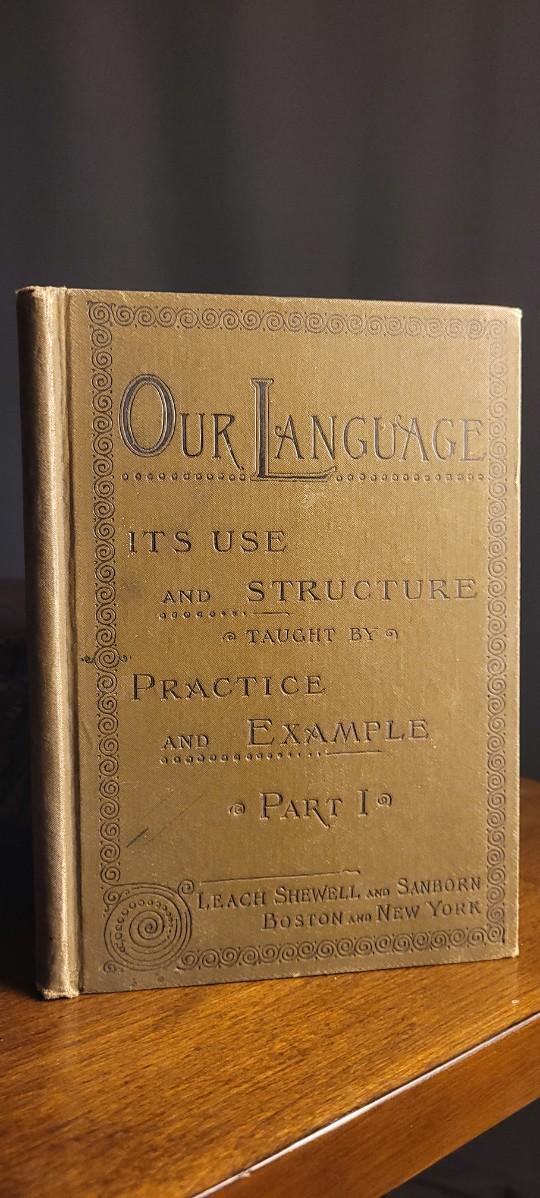 OUR LANGUAGE
ITS USE
AND STRUCTURE
TAUGHT BY
PRACTICE
AND EXAMPLE
PART I
LEACH SHEWELL AND SANBORN
BOSTON AND NEW YORK